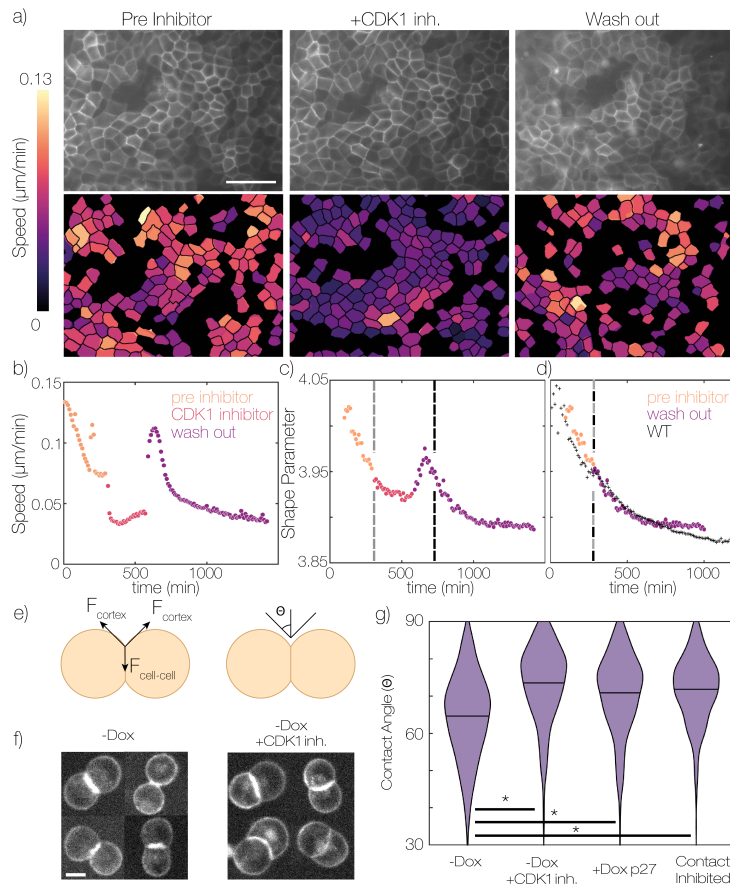 a)
Pre Inhibitor
+CDK1 inh.
Wash out
0.13
Speed (μm/min)
0
b)
0.15
0.1
0.05
0
Speed (μm/min)
0
500
1000
time (min)
pre inhibitor
CDK1 inhibitor
wash out
c)
4.05
3.95
3.85
Shape Parameter
0
500
1000
time (min)
d)
pre inhibitor
wash out
WT
0
500
1000
time (min)
e)
Fcortex
Fcortex
Fcell-cell
Θ
f)
-Dox
-Dox
+CDK1 inh.
g)
90
60
30
Contact Angle (Θ)
*
*
*
-Dox
-Dox
+CDK1 inh.
+Dox p27
Contact
Inhibited